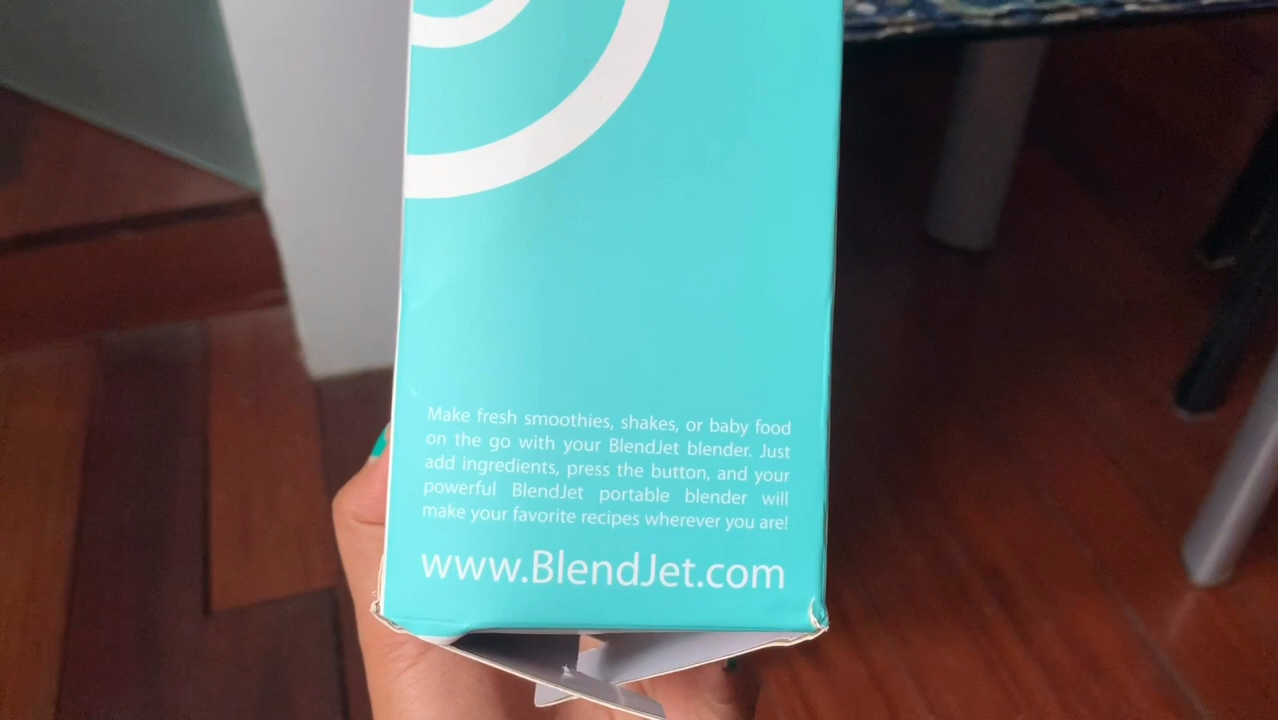 Make fresh smoothies, shakes, or baby food
on the go with your BlendJet blender. Just
add ingredients, press the button, and your
powerful BlendJet portable blender will
make your favorite recipes wherever you are!
www.BlendJet.com